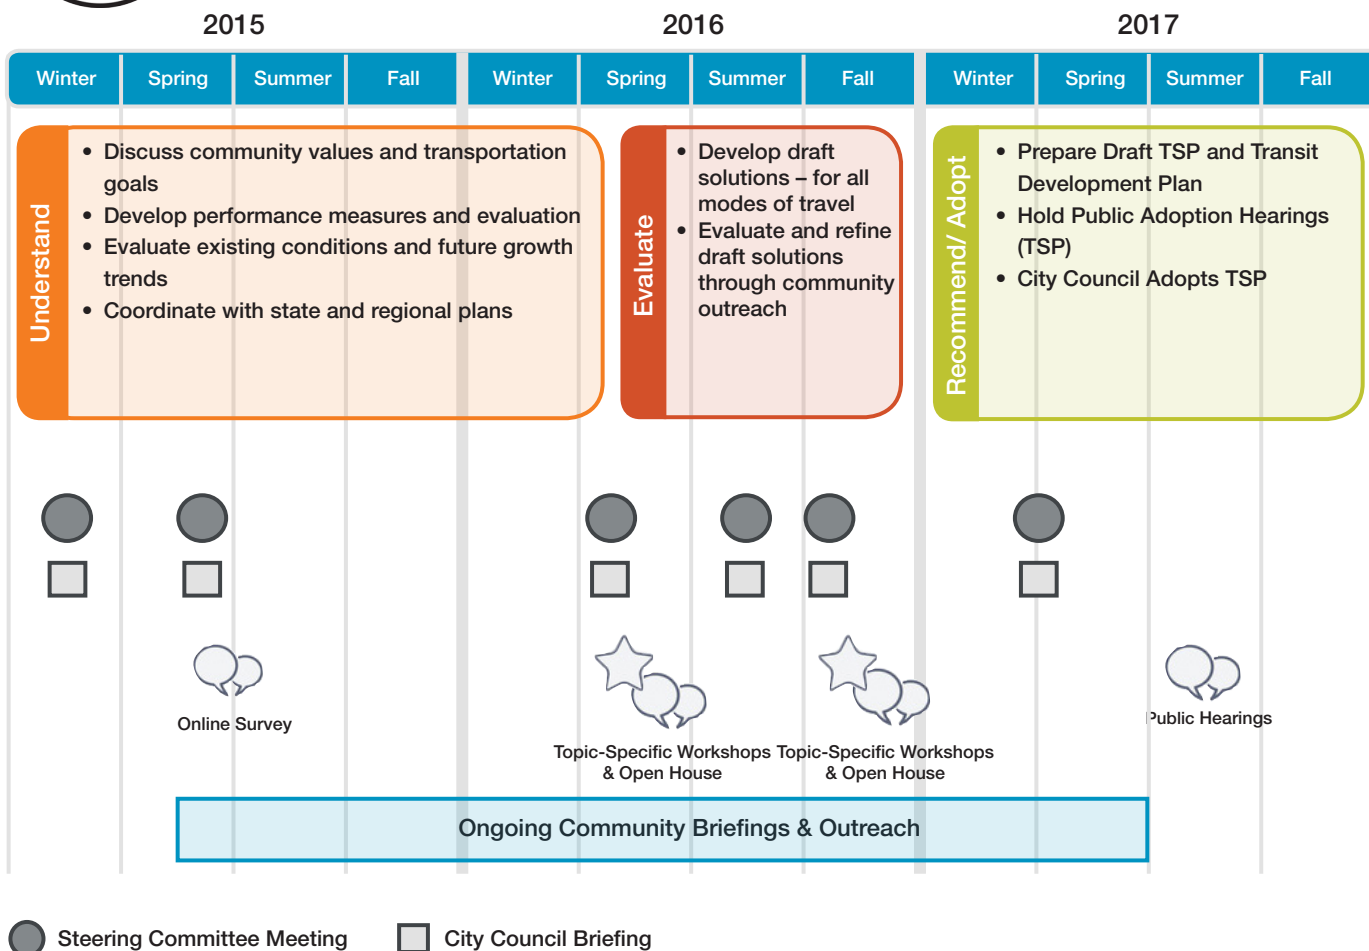 2015
2016
2017
Winter
Spring
Summer
Fall
Winter
Spring
Summer
Fall
Winter
Spring
Summer
Fall
Understand
• Discuss community values and transportation
goals
• Develop performance measures and evaluation
• Evaluate existing conditions and future growth
trends
• Coordinate with state and regional plans
Evaluate
• Develop draft
solutions – for all
modes of travel
• Evaluate and refine
draft solutions
through community
outreach
Recommend/ Adopt
• Prepare Draft TSP and Transit
Development Plan
• Hold Public Adoption Hearings
(TSP)
• City Council Adopts TSP
Online Survey
Topic-Specific Workshops
& Open House
Topic-Specific Workshops
& Open House
Public Hearings
Ongoing Community Briefings & Outreach
Steering Committee Meeting
City Council Briefing